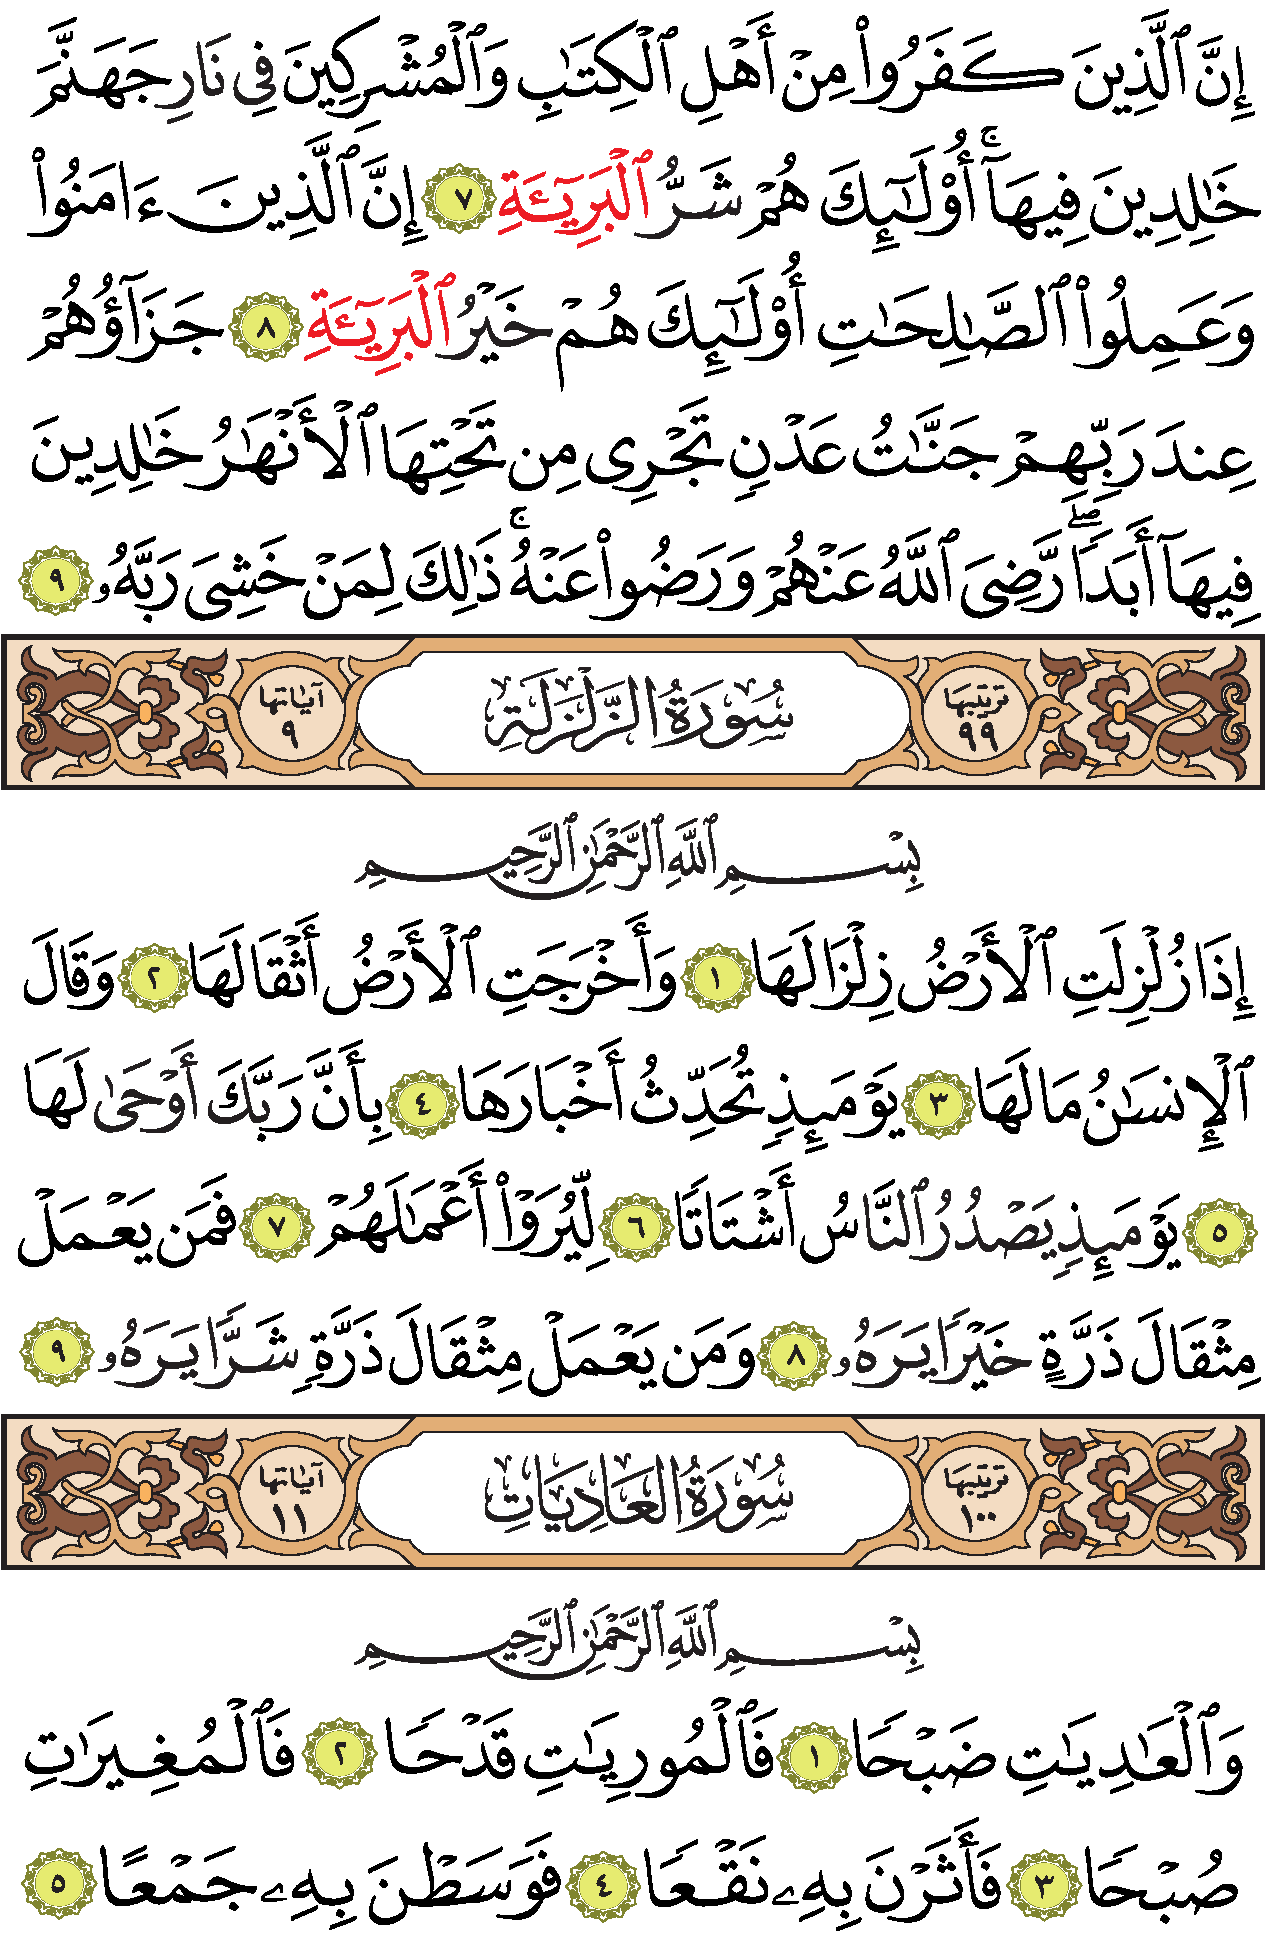 إِنَّ ٱلَّذِينَ كَفَرُواْ مِنْ أَهْلِ ٱلْكِتَٰبِ وَٱلْمُشْرِكِينَ فِى نَارِ جَهَنَّمَ
خَٰلِدِينَ فِيهَآۚ أُوْلَٰٓئِكَ هُمْ شَرُّ ٱلْبَرِيٓـَٔةِ ٧ إِنَّ ٱلَّذِينَ ءَامَنُواْ
وَعَمِلُواْ ٱلصَّٰلِحَٰتِ أُوْلَٰٓئِكَ هُمْ خَيْرُ ٱلْبَرِيٓـَٔةِ ٨ جَزَآؤُهُمْ
عِندَ رَبِّهِمْ جَنَّٰتُ عَدْنٍ تَجْرِى مِن تَحْتِهَا ٱلْأَنْهَٰرُ خَٰلِدِينَ
فِيهَآ أَبَدًاۖ رَّضِىَ ٱللَّهُ عَنْهُمْ وَرَضُواْ عَنْهُۚ ذَٰلِكَ لِمَنْ خَشِىَ رَبَّهُۥ ٩
ترتيبها ٩٩ سُورَةُ الزَّلْزَلَةِ آياتها ٩
بِسْمِ ٱللَّهِ ٱلرَّحْمَٰنِ ٱلرَّحِيمِ
إِذَا زُلْزِلَتِ ٱلْأَرْضُ زِلْزَالَهَا ١ وَأَخْرَجَتِ ٱلْأَرْضُ أَثْقَالَهَا ٢ وَقَالَ
ٱلْإِنسَٰنُ مَا لَهَا ٣ يَوْمَئِذٍ تُحَدِّثُ أَخْبَارَهَا ٤ بِأَنَّ رَبَّكَ أَوْحَىٰ لَهَا
٥ يَوْمَئِذٍ يَصْدُرُ ٱلنَّاسُ أَشْتَاتًا ٦ لِّيُرَوْاْ أَعْمَٰلَهُمْ ٧ فَمَن يَعْمَلْ
مِثْقَالَ ذَرَّةٍ خَيْرًا يَرَهُۥ ٨ وَمَن يَعْمَلْ مِثْقَالَ ذَرَّةٍ شَرًّا يَرَهُۥ ٩
ترتيبها ١٠٠ سُورَةُ العَادِيَاتِ آياتها ١١
بِسْمِ ٱللَّهِ ٱلرَّحْمَٰنِ ٱلرَّحِيمِ
وَٱلْعَٰدِيَٰتِ ضَبْحًا ١ فَٱلْمُورِيَٰتِ قَدْحًا ٢ فَٱلْمُغِيرَٰتِ
صُبْحًا ٣ فَأَثَرْنَ بِهِۦ نَقْعًا ٤ فَوَسَطْنَ بِهِۦ جَمْعًا ٥